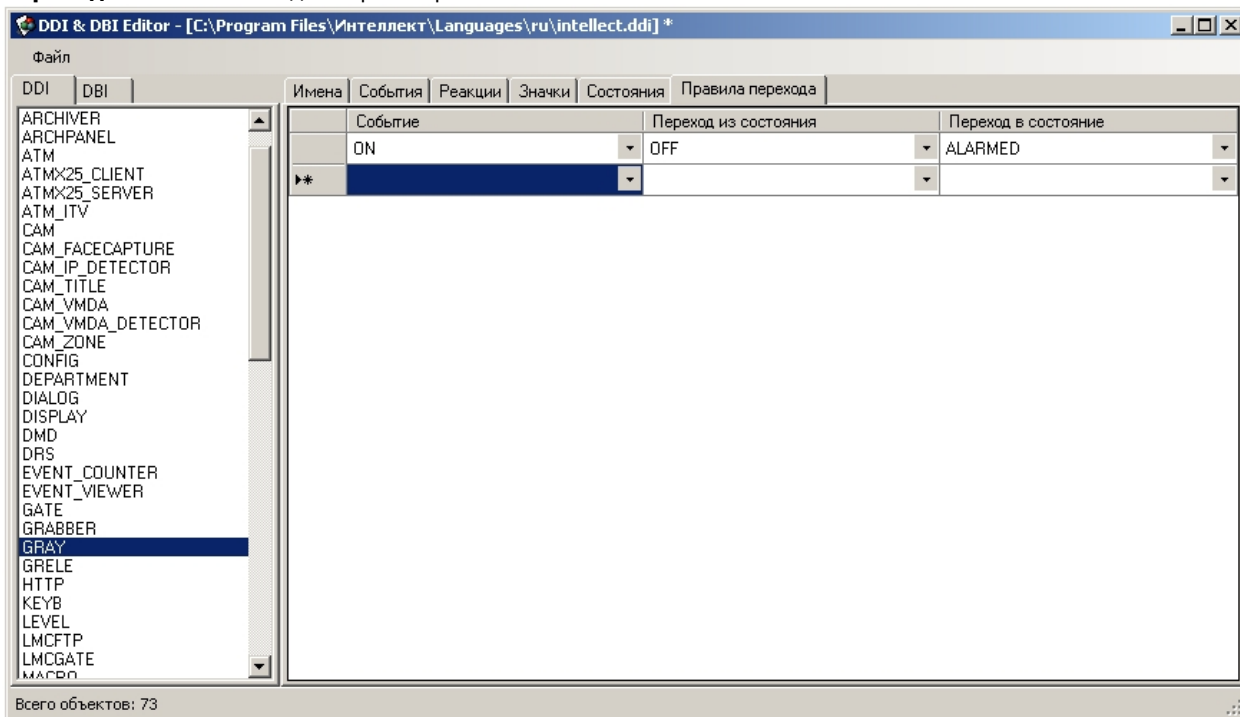 DDI & DBI Editor - [C:\Program Files\Интеллект\Languages\ru\intellect.ddi] *
Файл
DDI DBI
Имена События Реакции Значки Состояния Правила перехода
Событие Переход из состояния Переход в состояние
ON OFF ALARMED
ARCHIVER
ARCHPANEL
ATM
ATMX25_CLIENT
ATMX25_SERVER
ATM_ITV
CAM
CAM_FACECAPTURE
CAM_IP_DETECTOR
CAM_TITLE
CAM_VMDA
CAM_VMDA_DETECTOR
CAM_ZONE
CONFIG
DEPARTMENT
DIALOG
DISPLAY
DMD
DRS
EVENT_COUNTER
EVENT_VIEWER
GATE
GRABBER
GRAY
GRELE
HTTP
KEYB
LEVEL
LMCFTP
LMCGATE
MACRO
Всего объектов: 73